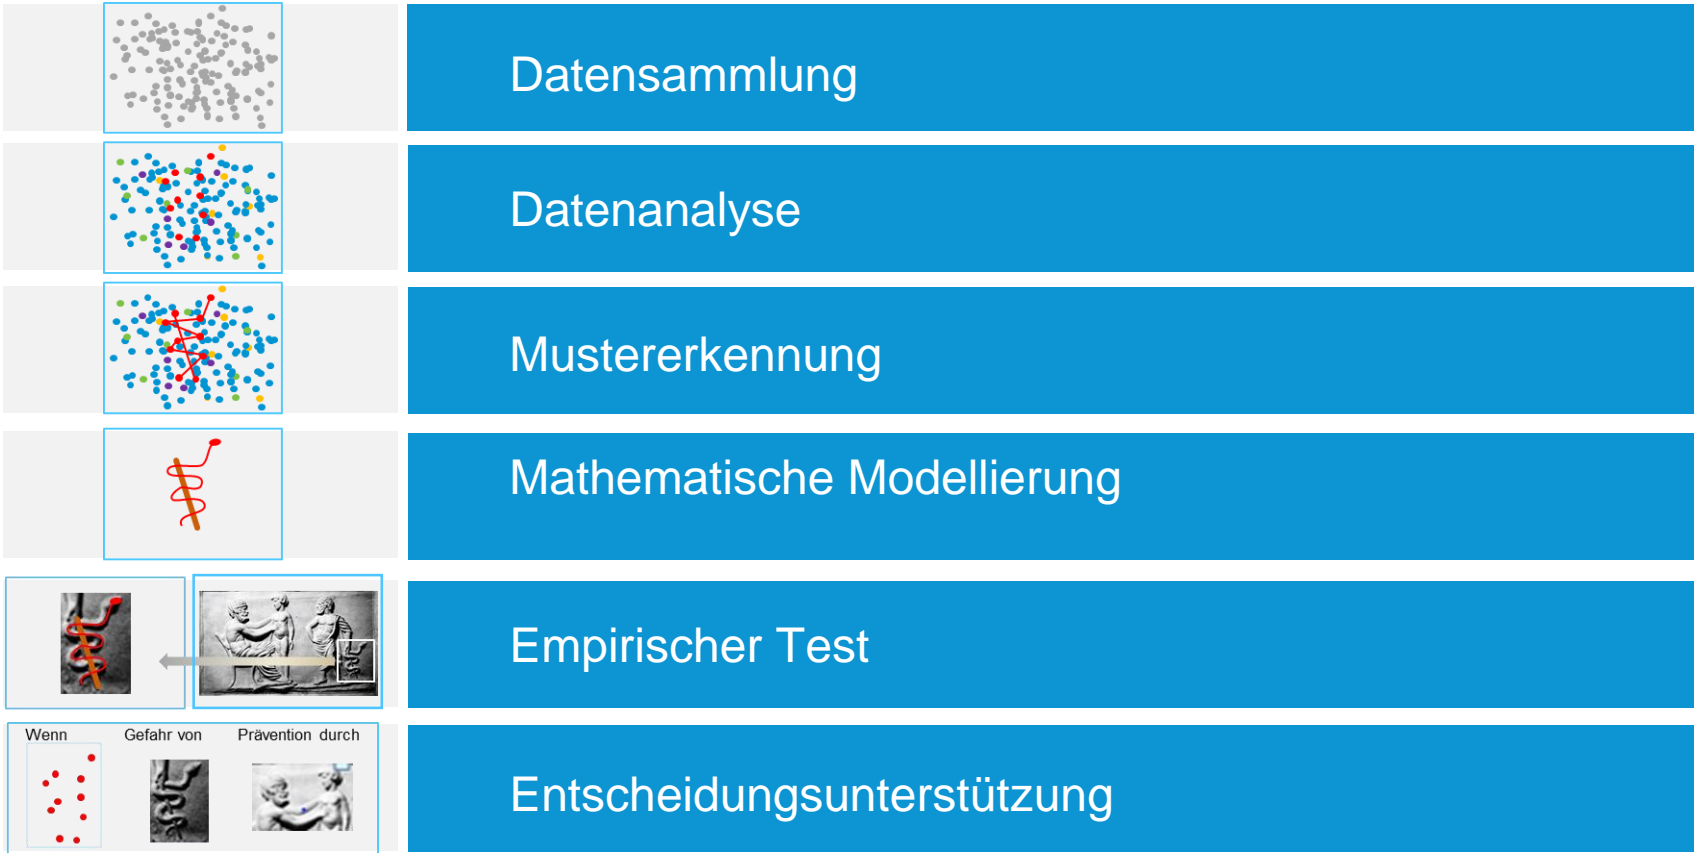 Datensammlung
Datenanalyse
Mustererkennung
Mathematische Modellierung
Empirischer Test
Wenn Gefahr von Prävention durch
Entscheidungsunterstützung